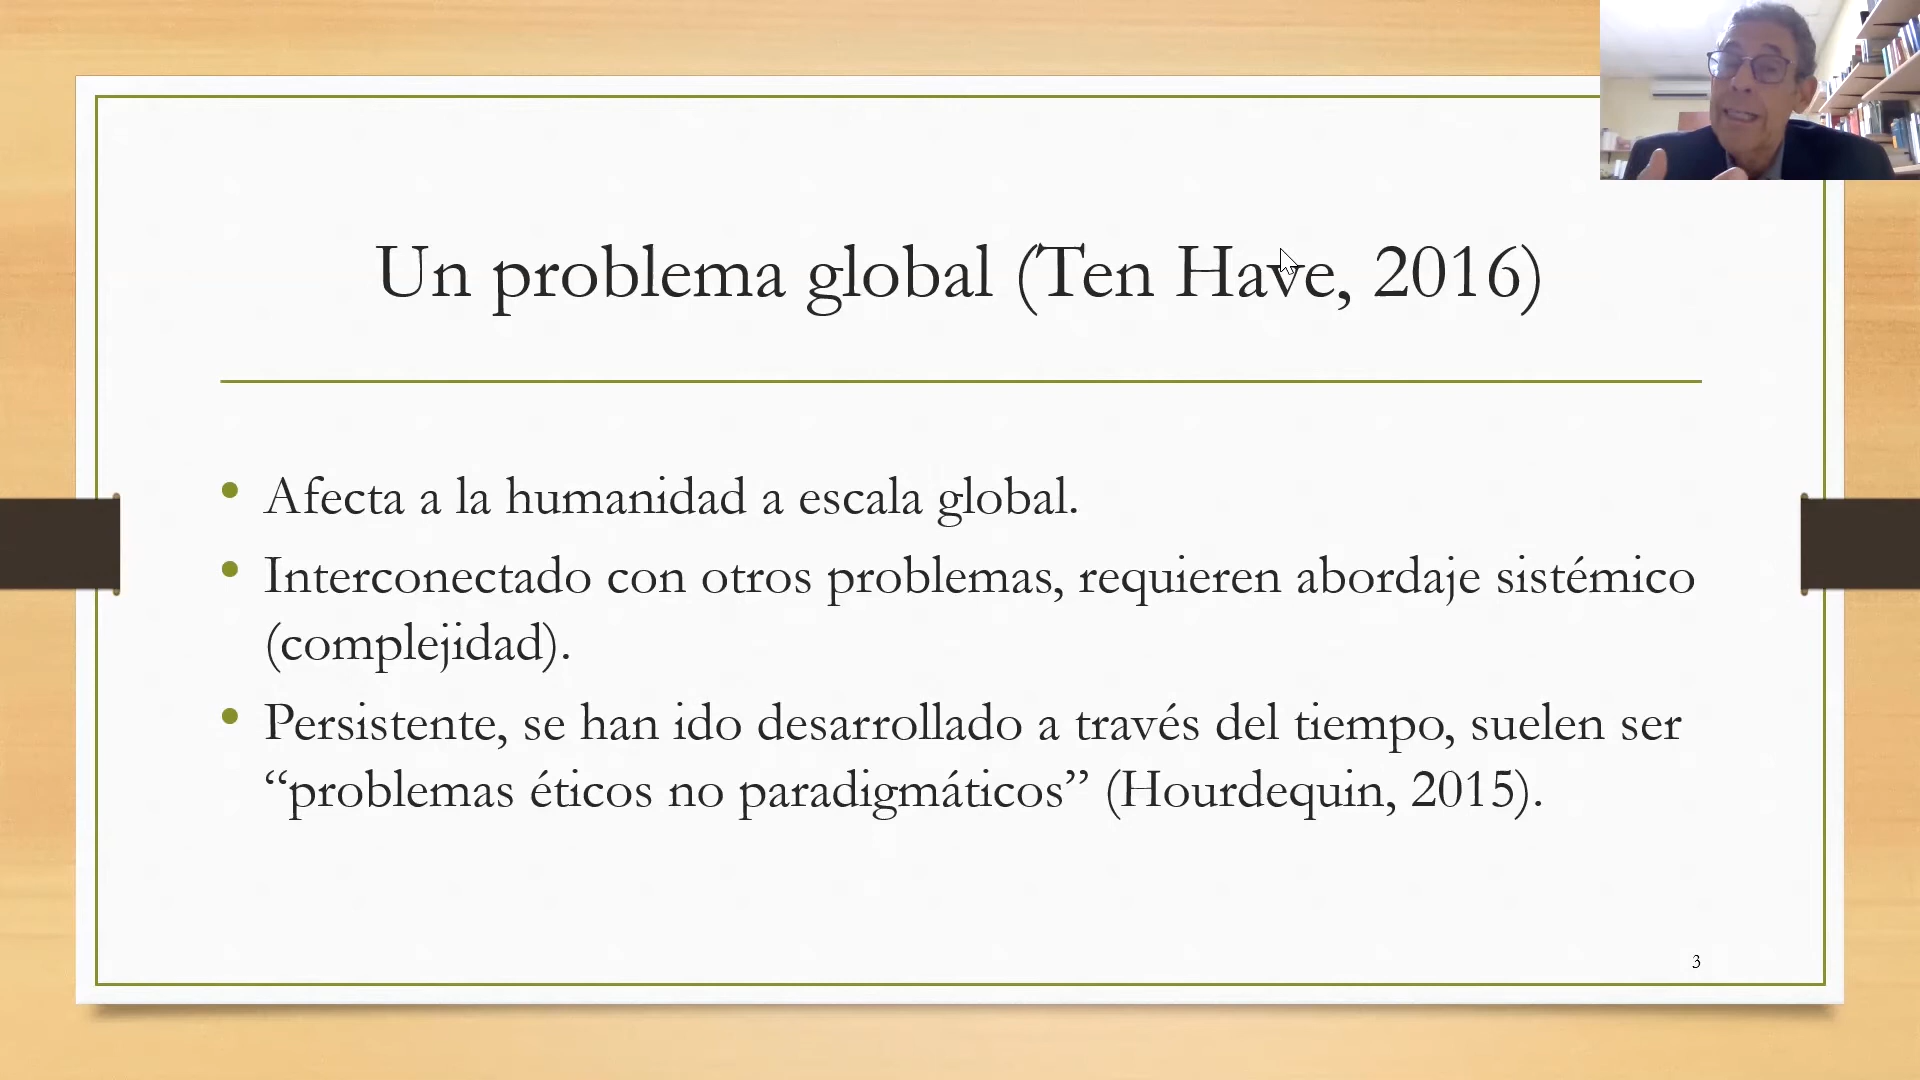 Un problema global (Ten Have, 2016)
• Afecta a la humanidad a escala global.
• Interconectado con otros problemas, requieren abordaje sistémico
(complejidad).
• Persistente, se han ido desarrollado a través del tiempo, suelen ser
“problemas éticos no paradigmáticos” (Hourdequin, 2015).
3